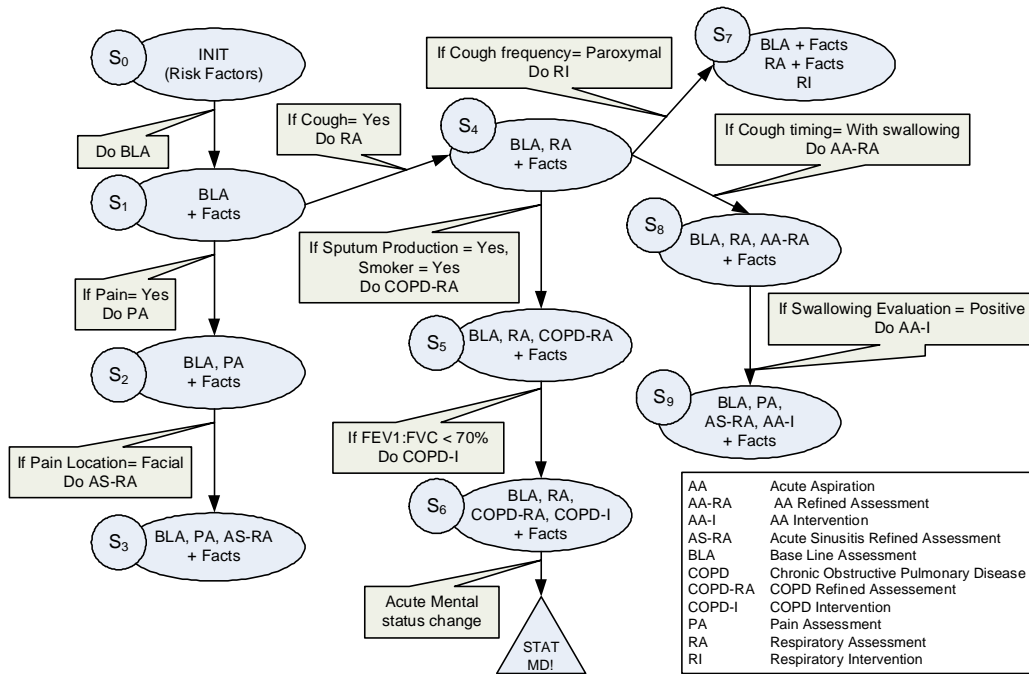 S0
INIT
(Risk Factors)
Do BLA
S1
BLA
+ Facts
If Pain= Yes
Do PA
S2
BLA, PA
+ Facts
If Pain Location= Facial
Do AS-RA
S3
BLA, PA, AS-RA
+ Facts
If Cough= Yes
Do RA
S4
BLA, RA
+ Facts
If Cough frequency= Paroxymal
Do RI
S7
BLA + Facts
RA + Facts
RI
If Cough timing= With swallowing
Do AA-RA
S8
BLA, RA, AA-RA
+ Facts
If Swallowing Evaluation = Positive
Do AA-I
S9
BLA, PA,
AS-RA, AA-I
+ Facts
If Sputum Production = Yes,
Smoker = Yes
Do COPD-RA
S5
BLA, RA, COPD-RA
+ Facts
If FEV1:FVC < 70%
Do COPD-I
S6
BLA, RA,
COPD-RA, COPD-I
+ Facts
Acute Mental
status change
STAT
MD!
AA Acute Aspiration
AA-RA AA Refined Assessment
AA-I AA Intervention
AS-RA Acute Sinusitis Refined Assessment
BLA Base Line Assessment
COPD Chronic Obstructive Pulmonary Disease
COPD-RA COPD Refined Assessement
COPD-I COPD Intervention
PA Pain Assessment
RA Respiratory Assessment
RI Respiratory Intervention